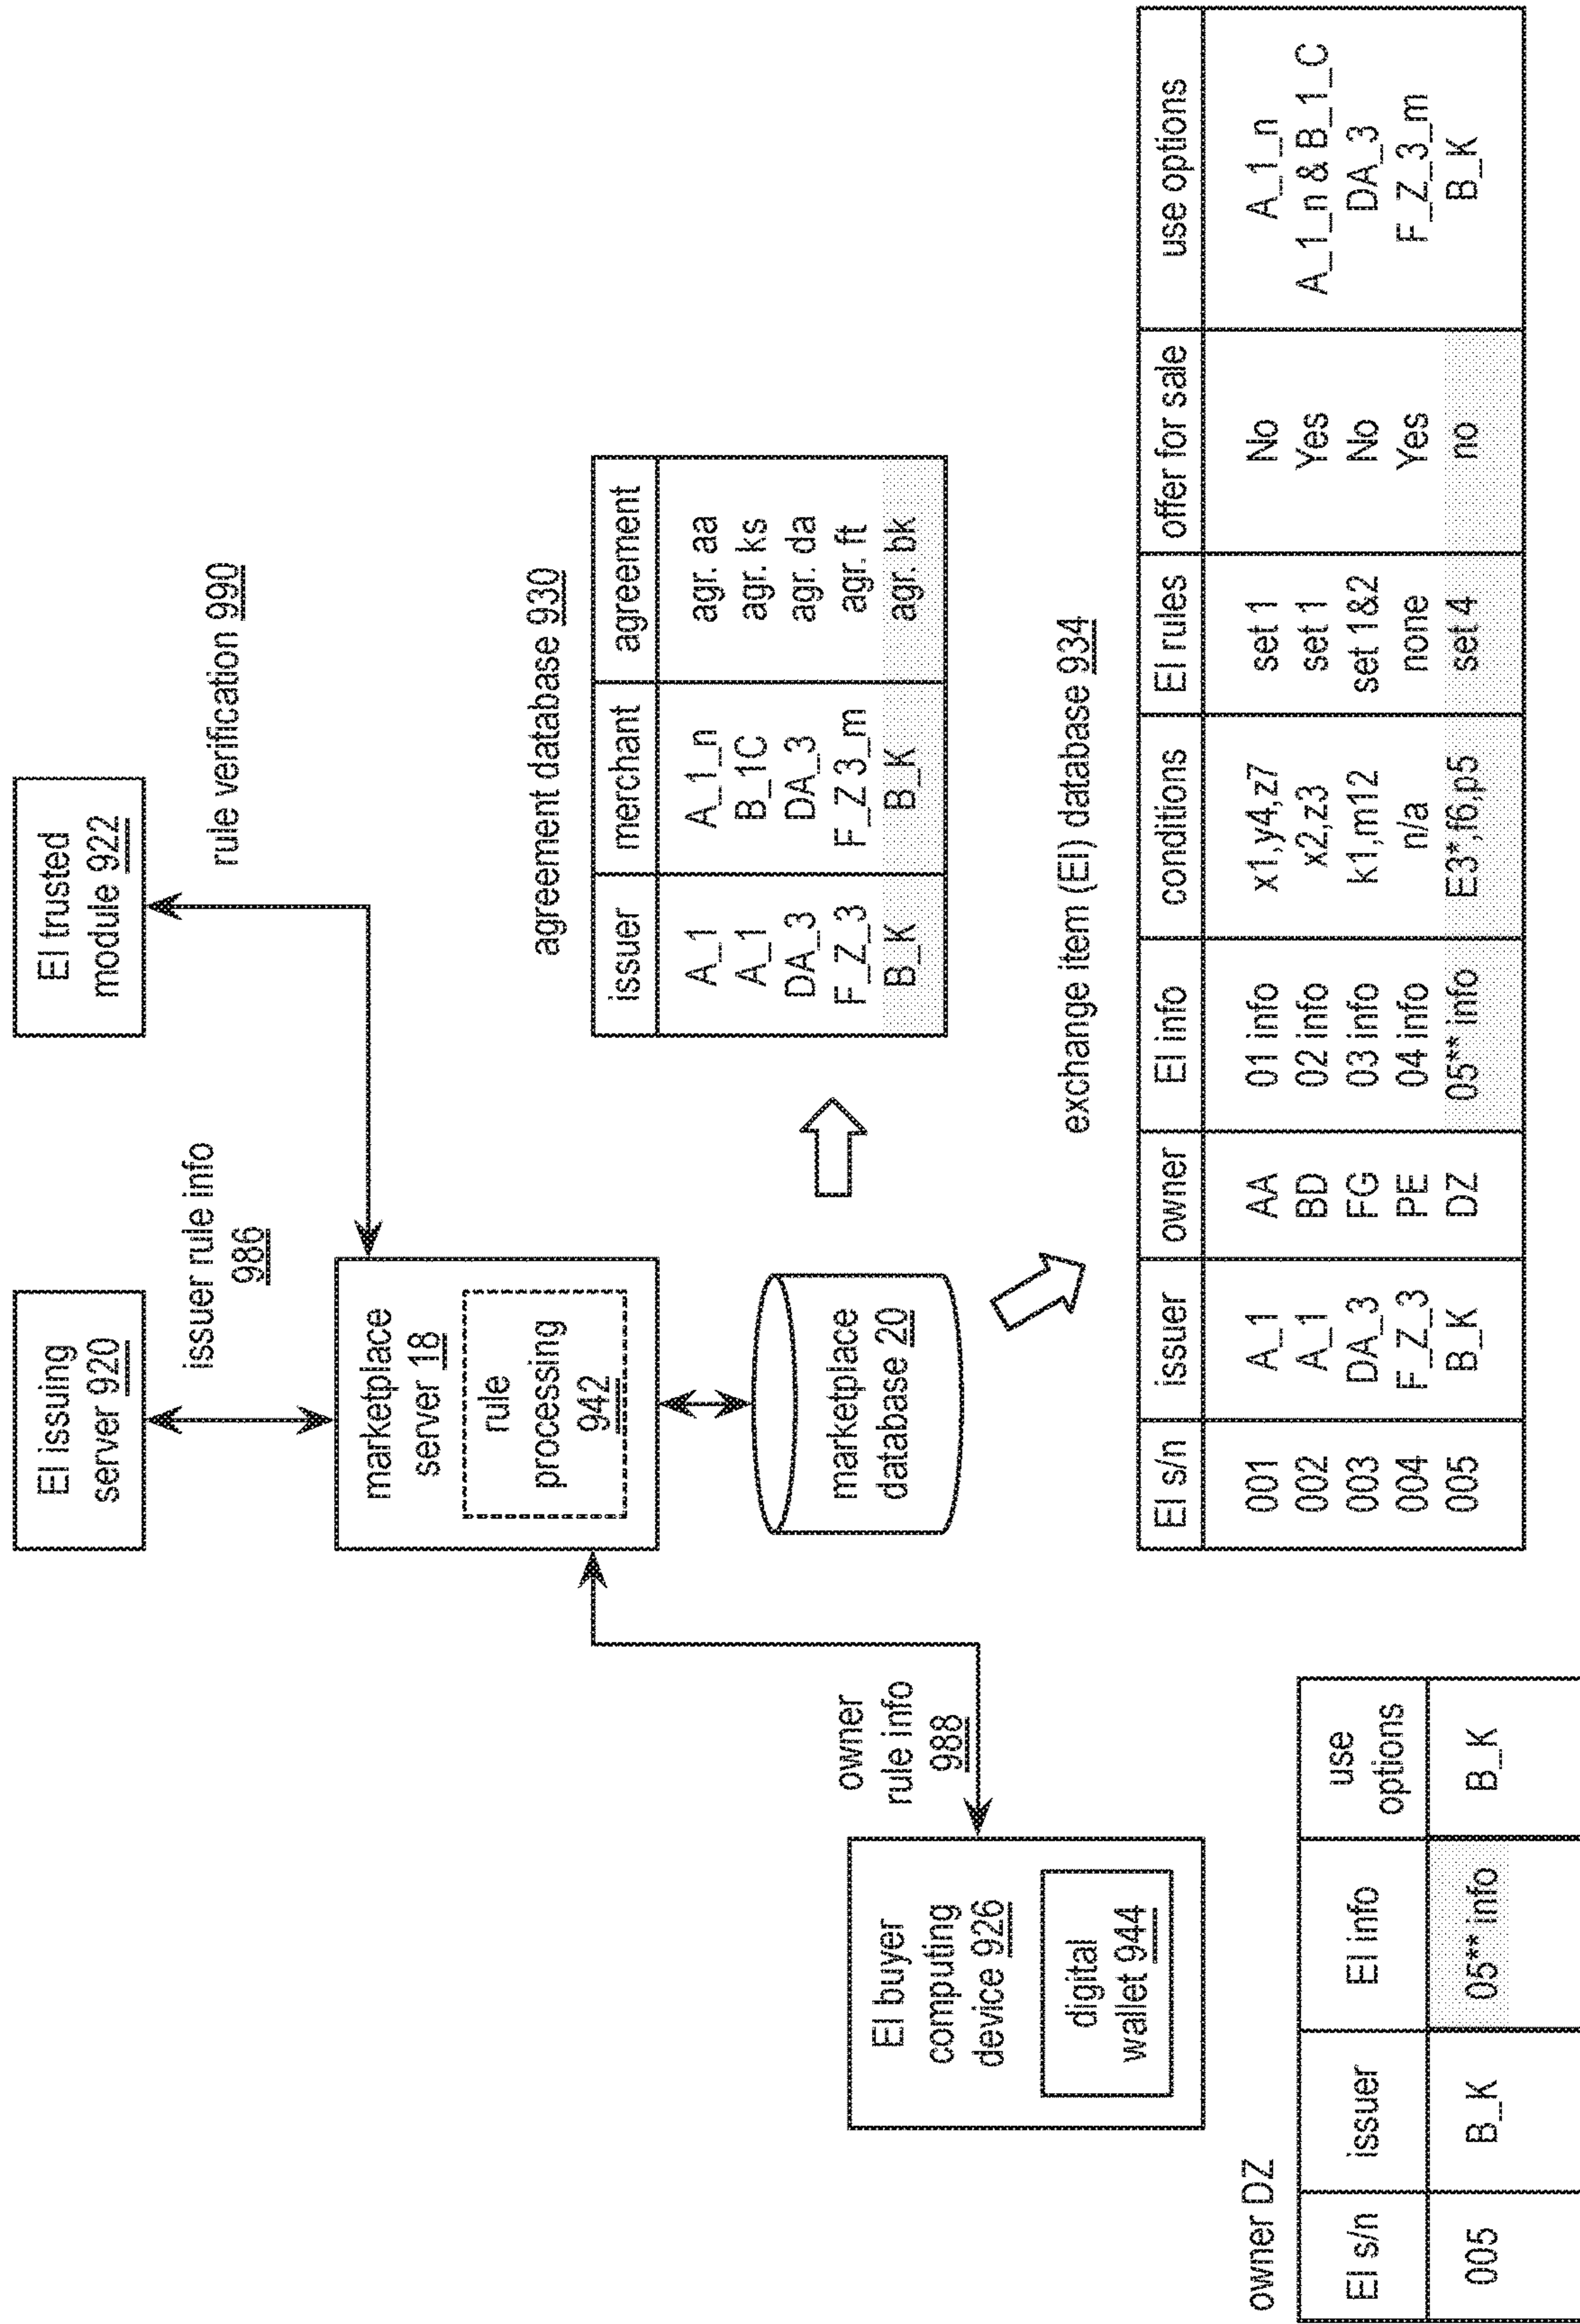 EI issuing
server 920
issuer rule info
986
EI trusted
module 922
rule verification 990
marketplace
server 18
rule
processing
942
marketplace
database 20
agreement database 930
issuer merchant agreement
A_1 A_1_n agr. aa
A_1 B_1C agr. ks
DA_3 DA_3 agr. da
F_Z_3 F_Z 3_m agr. ft
B_K B_K agr. bk
owner
rule info
988
EI buyer
computing
device 926
digital
wallet 944
exchange item (EI) database 934
EI s/n issuer owner EI info conditions EI rules offer for sale use options
001 A_1 AA 01 info x1,y4,z7 set 1 No A_1_n
002 A_1 BD 02 info x2,z3 set 1 Yes A_1_n & B_1_C
003 DA_3 FG 03 info k1,m12 set 1&2 No DA_3
004 F_Z_3 PE 04 info n/a none Yes F_Z_3_m
005 B_K DZ 05** info E3*,f6,p5 set 4 no B_K
owner DZ
EI s/n issuer EI info use
options
005 B_K 05** info B_K